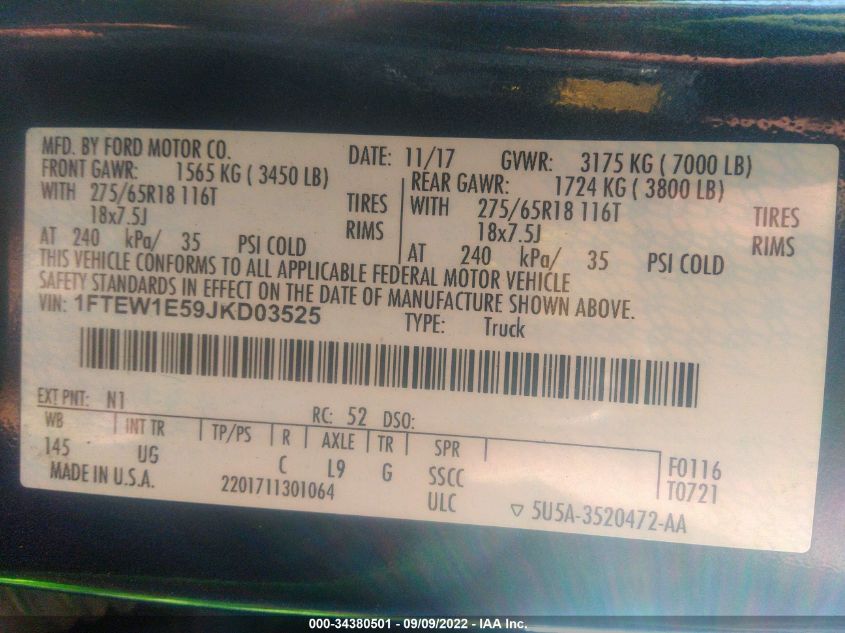 MFD. BY FORD MOTOR CO.
DATE: 11/17 GVWR: 3175 KG ( 7000 LB)
FRONT GAWR: 1565 KG ( 3450 LB)
WITH 275/65R18 116T TIRES
18x7.5J RIMS
AT 240 kPa/ 35 PSI COLD
REAR GAWR: 1724 KG ( 3800 LB)
WITH 275/65R18 116T TIRES
18x7.5J RIMS
AT 240 kPa/ 35 PSI COLD
THIS VEHICLE CONFORMS TO ALL APPLICABLE FEDERAL MOTOR VEHICLE
SAFETY STANDARDS IN EFFECT ON THE DATE OF MANUFACTURE SHOWN ABOVE.
VIN: 1FTEW1E59JKD03525 TYPE: Truck
EXT PNT: N1 RC: 52 DSO:
WB INT TR TP/PS R AXLE TR SPR
145 UG C L9 G SSCC F0116
MADE IN U.S.A. 2201711301064 ULC T0721
▽ 5U5A-3520472-AA
000-34380501 - 09/09/2022 - IAA Inc.